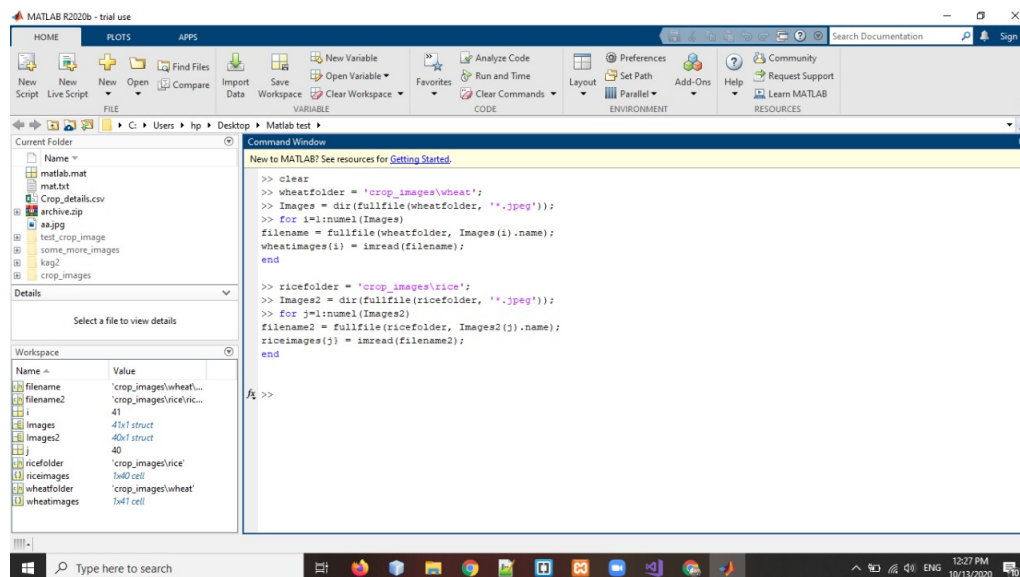 MATLAB R2020b - trial use
HOME PLOTS APPS
Search Documentation
Sign
New Script
New Live Script
New
Open
Find Files
Compare
FILE
Import Data
Save Workspace
New Variable
Open Variable
Clear Workspace
VARIABLE
Favorites
Analyze Code
Run and Time
Clear Commands
CODE
Layout
Preferences
Set Path
Parallel
Add-Ons
ENVIRONMENT
Help
Community
Request Support
Learn MATLAB
RESOURCES
C: Users hp Desktop Matlab test
Current Folder
Name
matlab.mat
mat.txt
Crop_details.csv
archive.zip
aa.jpg
test_crop_image
some_more_images
kag2
crop_images
Details
Select a file to view details
Workspace
Name Value
filename 'crop_images\wheat\...
filename2 'crop_images\rice\ric...
i 41
Images 41x1 struct
Images2 40x1 struct
j 40
ricefolder 'crop_images\rice'
riceimages 1x40 cell
wheatfolder 'crop_images\wheat'
wheatimages 1x41 cell
Command Window
New to MATLAB? See resources for Getting Started.
>> clear
>> wheatfolder = 'crop_images\wheat';
>> Images = dir(fullfile(wheatfolder, '*.jpeg'));
>> for i=1:numel(Images)
filename = fullfile(wheatfolder, Images(i).name);
wheatimages{i} = imread(filename);
end
>> ricefolder = 'crop_images\rice';
>> Images2 = dir(fullfile(ricefolder, '*.jpeg'));
>> for j=1:numel(Images2)
filename2 = fullfile(ricefolder, Images2(j).name);
riceimages{j} = imread(filename2);
end
fx >>
Type here to search
ENG
12:27 PM
10/13/2020